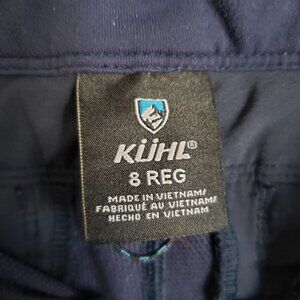 KÜHL®
8 REG
MADE IN VIETNAM/
FABRIQUÉ AU VIETNAM/
HECHO EN VIETNAM